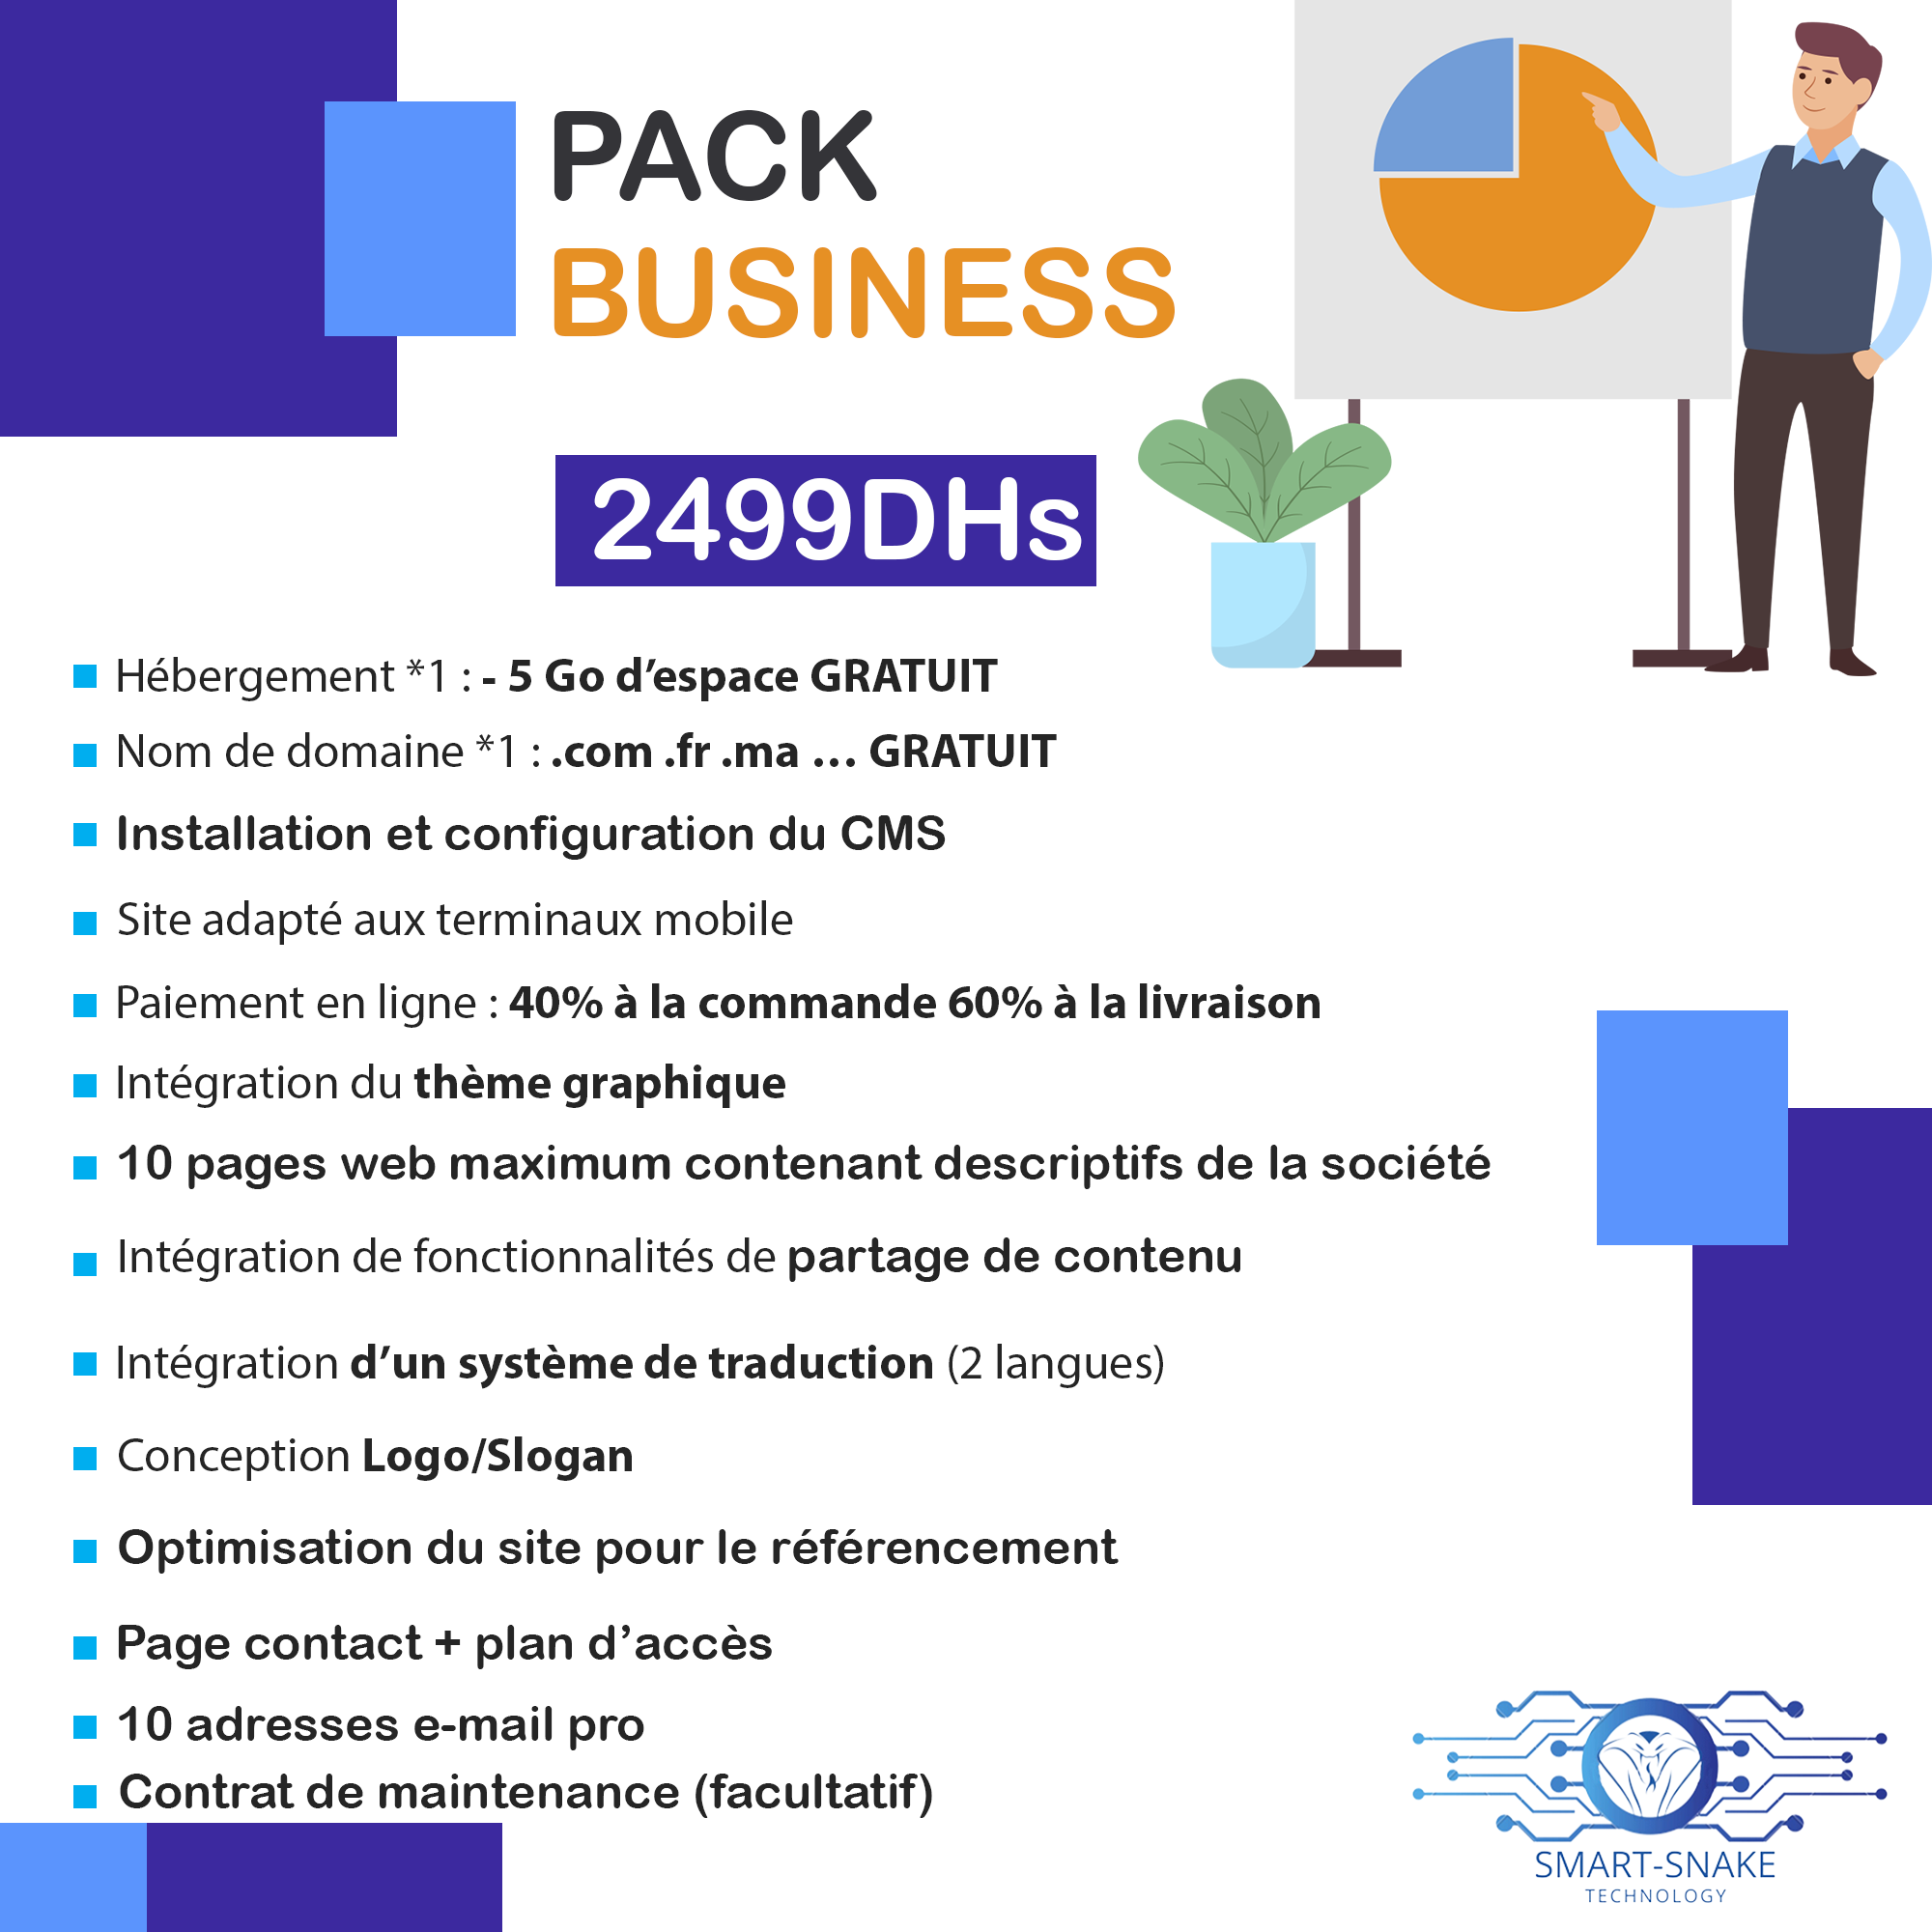 PACK
BUSINESS
2499DHs
Hébergement *1 : - 5 Go d’espace GRATUIT
Nom de domaine *1 : .com .fr .ma ... GRATUIT
Installation et configuration du CMS
Site adapté aux terminaux mobile
Paiement en ligne : 40% à la commande 60% à la livraison
Intégration du thème graphique
10 pages web maximum contenant descriptifs de la société
Intégration de fonctionnalités de partage de contenu
Intégration d’un système de traduction (2 langues)
Conception Logo/Slogan
Optimisation du site pour le référencement
Page contact + plan d’accès
10 adresses e-mail pro
Contrat de maintenance (facultatif)
SMART-SNAKE
TECHNOLOGY